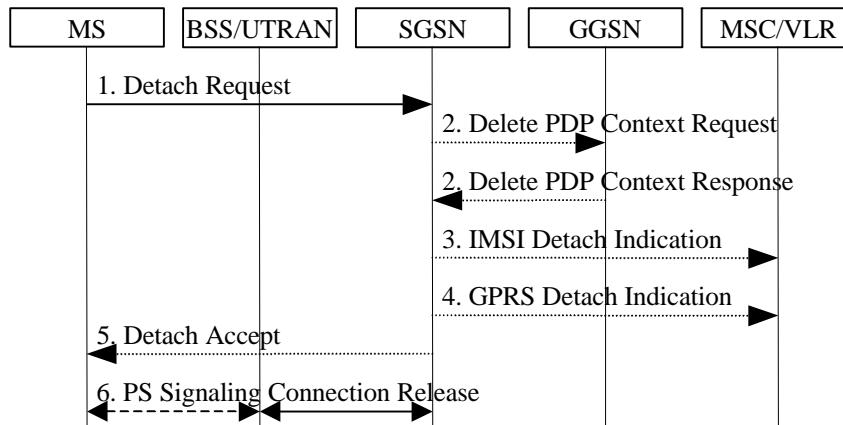 MS BSS/UTRAN SGSN GGSN MSC/VLR
1. Detach Request
2. Delete PDP Context Request
2. Delete PDP Context Response
3. IMSI Detach Indication
4. GPRS Detach Indication
5. Detach Accept
6. PS Signaling Connection Release